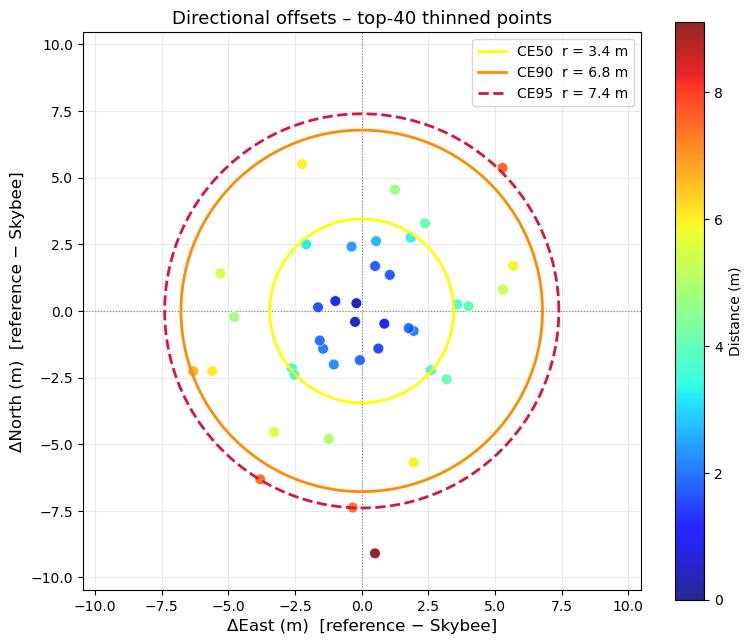 Directional offsets – top-40 thinned points
CE50 r = 3.4 m
CE90 r = 6.8 m
CE95 r = 7.4 m
ΔNorth (m) [reference − Skybee]
10.0
7.5
5.0
2.5
0.0
−2.5
−5.0
−7.5
−10.0
−10.0 −7.5 −5.0 −2.5 0.0 2.5 5.0 7.5 10.0
ΔEast (m) [reference − Skybee]
8
6
4
2
0
Distance (m)